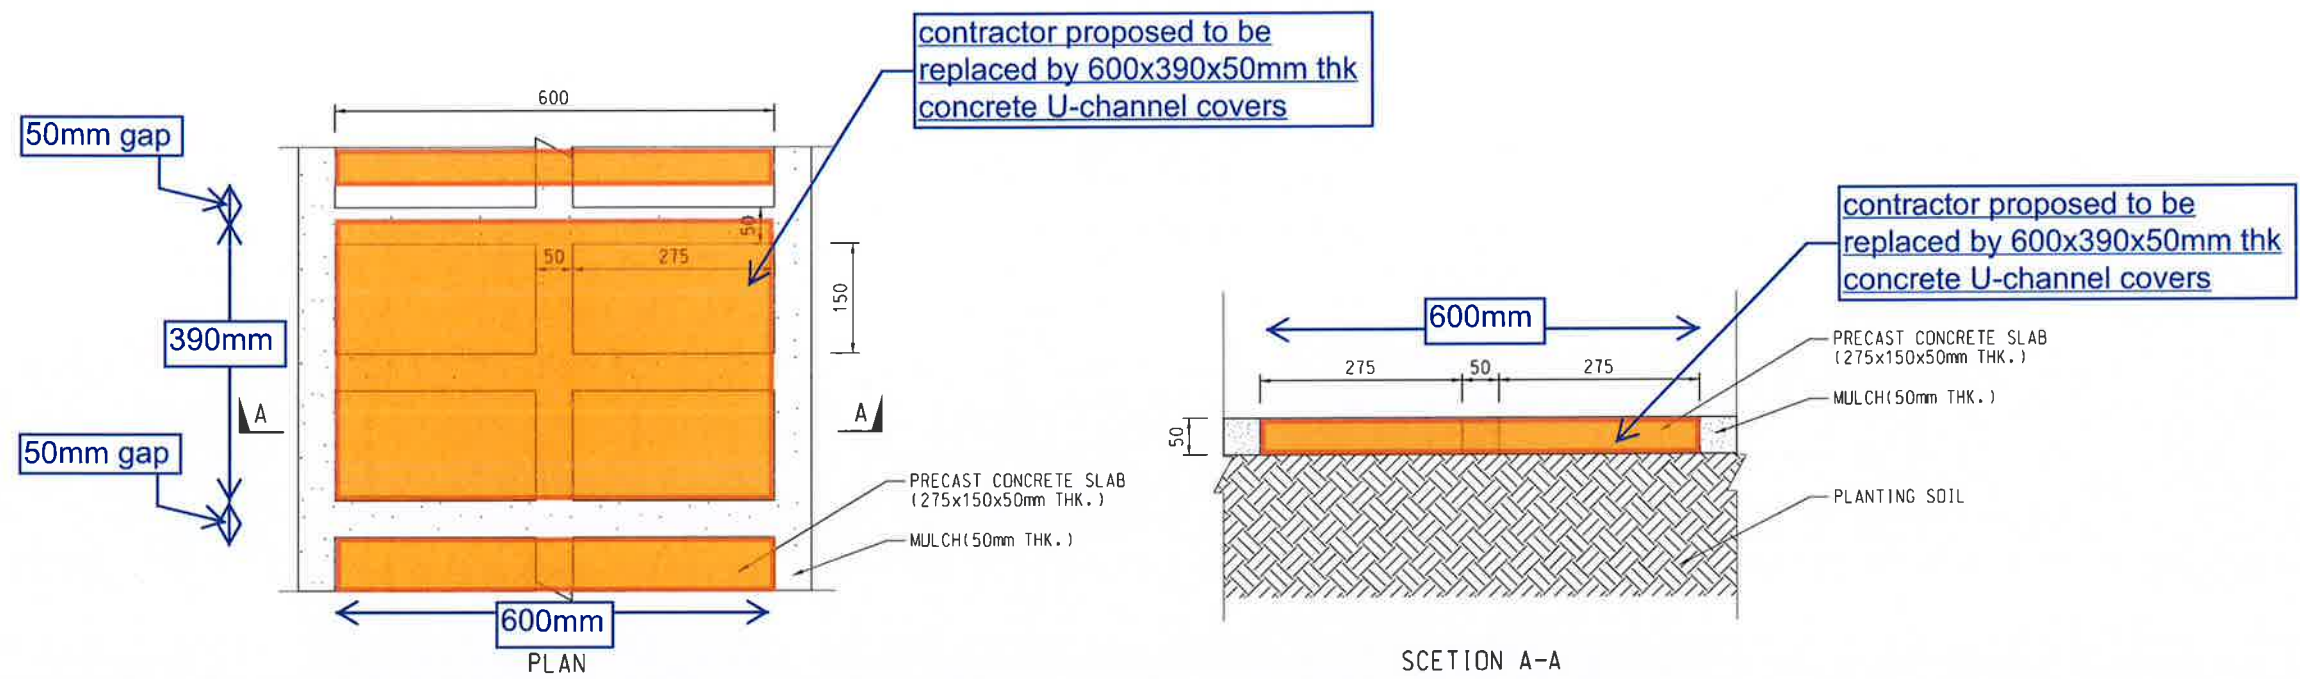 contractor proposed to be
replaced by 600x390x50mm thk
concrete U-channel covers
600
50mm gap
50
50
275
150
390mm
A
A
50mm gap
PRECAST CONCRETE SLAB
(275x150x50mm THK.)
MULCH(50mm THK.)
600mm
PLAN
contractor proposed to be
replaced by 600x390x50mm thk
concrete U-channel covers
600mm
PRECAST CONCRETE SLAB
(275x150x50mm THK.)
275
50
275
MULCH(50mm THK.)
50
PLANTING SOIL
SCETION A-A